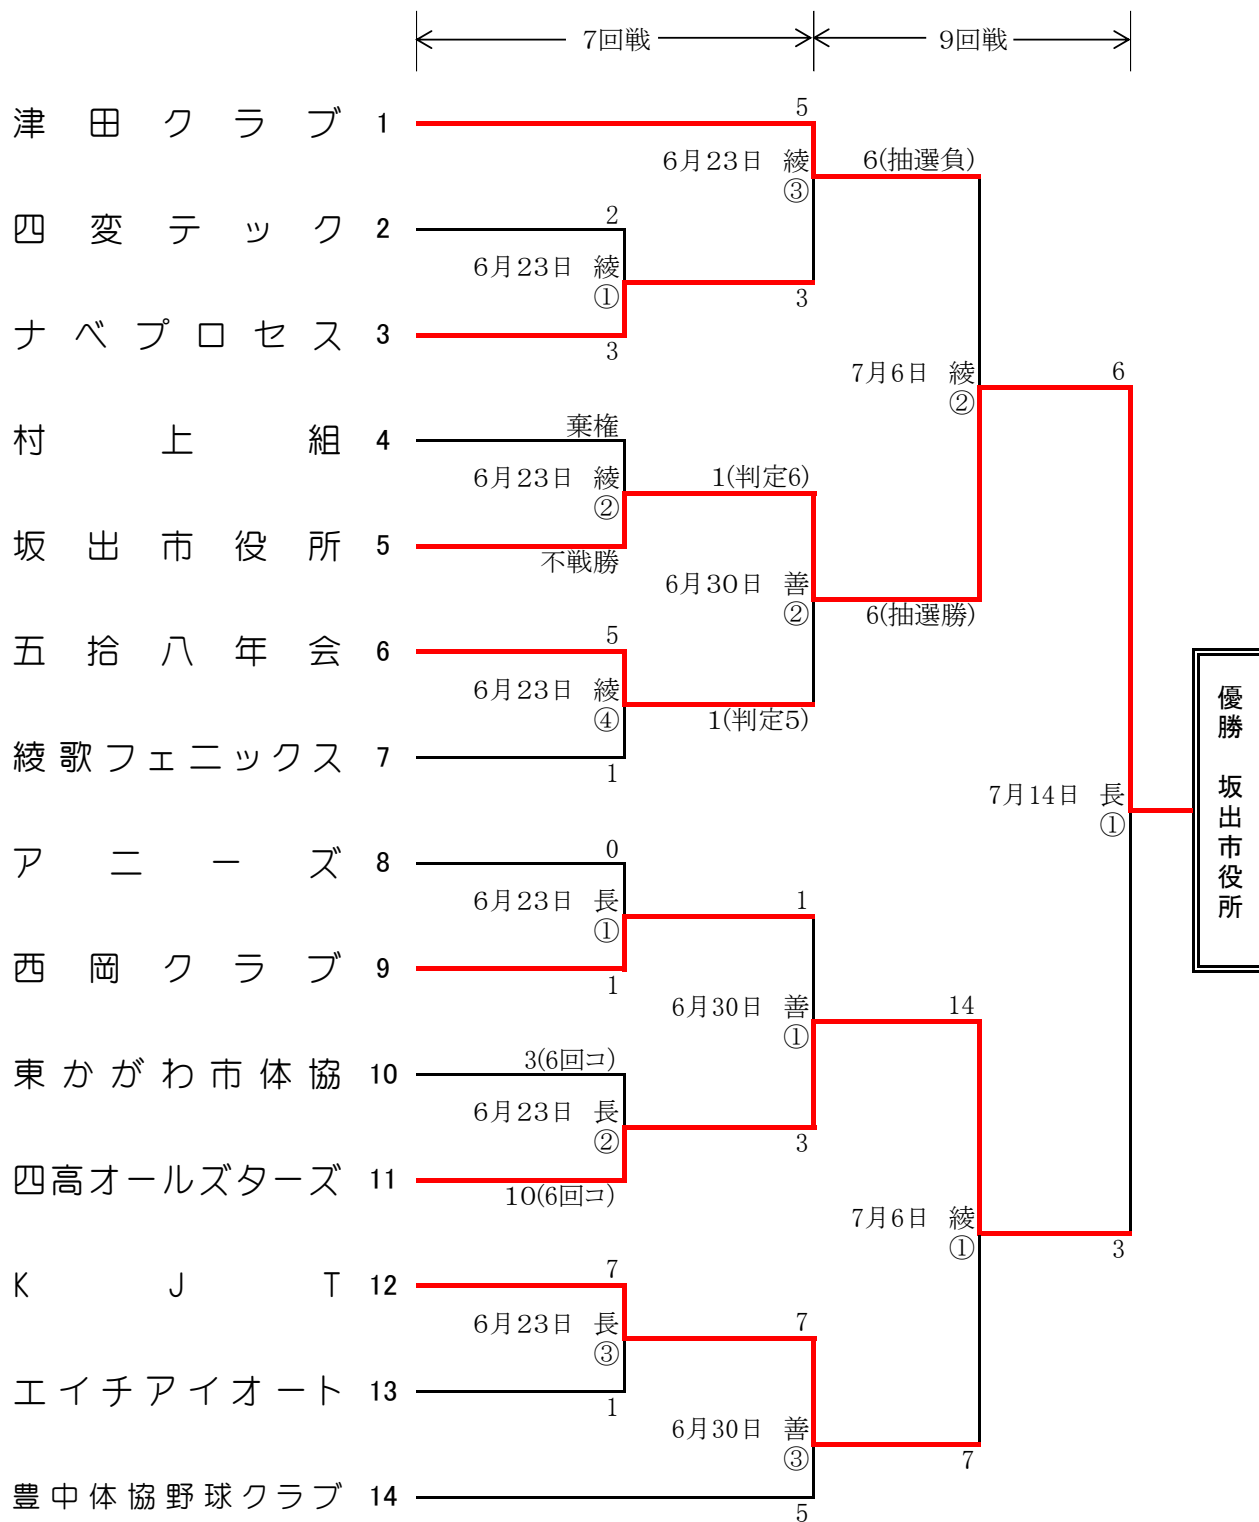 7回戦
9回戦
津田クラブ 1
5
6月23日 綾
③
6(抽選負)
四変テック 2
2
6月23日 綾
①
3
ナベプロセス 3
3
7月6日 綾
②
6
村上組 4
棄権
6月23日 綾
②
1(判定6)
坂出市役所 5
不戦勝
6月30日 善
②
6(抽選勝)
五拾八年会 6
5
6月23日 綾
④
1(判定5)
綾歌フェニックス 7
1
7月14日 長
①
優勝 坂出市役所
アニーズ 8
0
6月23日 長
①
1
西岡クラブ 9
1
6月30日 善
①
14
東かがわ市体協 10
3(6回コ)
6月23日 長
②
3
四高オールズターズ 11
10(6回コ)
7月6日 綾
①
3
KJT 12
7
6月23日 長
③
7
エイチアイオート 13
1
6月30日 善
③
7
豊中体協野球クラブ 14
5